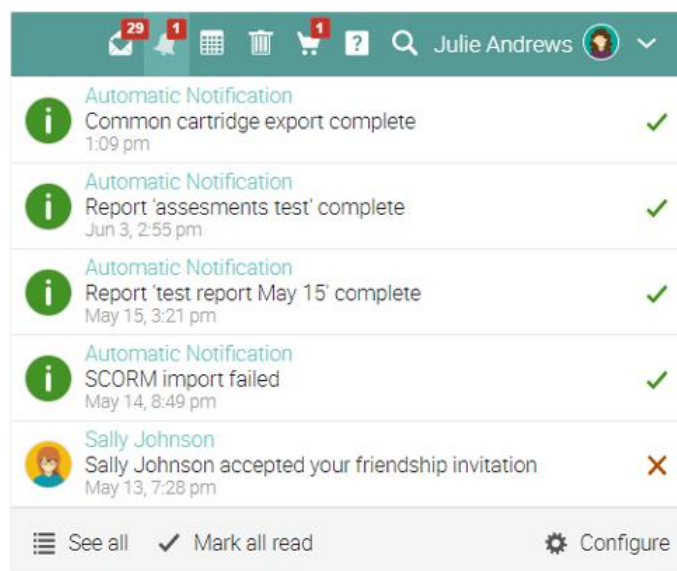 29 1 1 ? Julie Andrews
Automatic Notification
Common cartridge export complete
1:09 pm
Automatic Notification
Report 'assesments test' complete
Jun 3, 2:55 pm
Automatic Notification
Report 'test report May 15' complete
May 15, 3:21 pm
Automatic Notification
SCORM import failed
May 14, 8:49 pm
Sally Johnson
Sally Johnson accepted your friendship invitation
May 13, 7:28 pm
See all Mark all read Configure